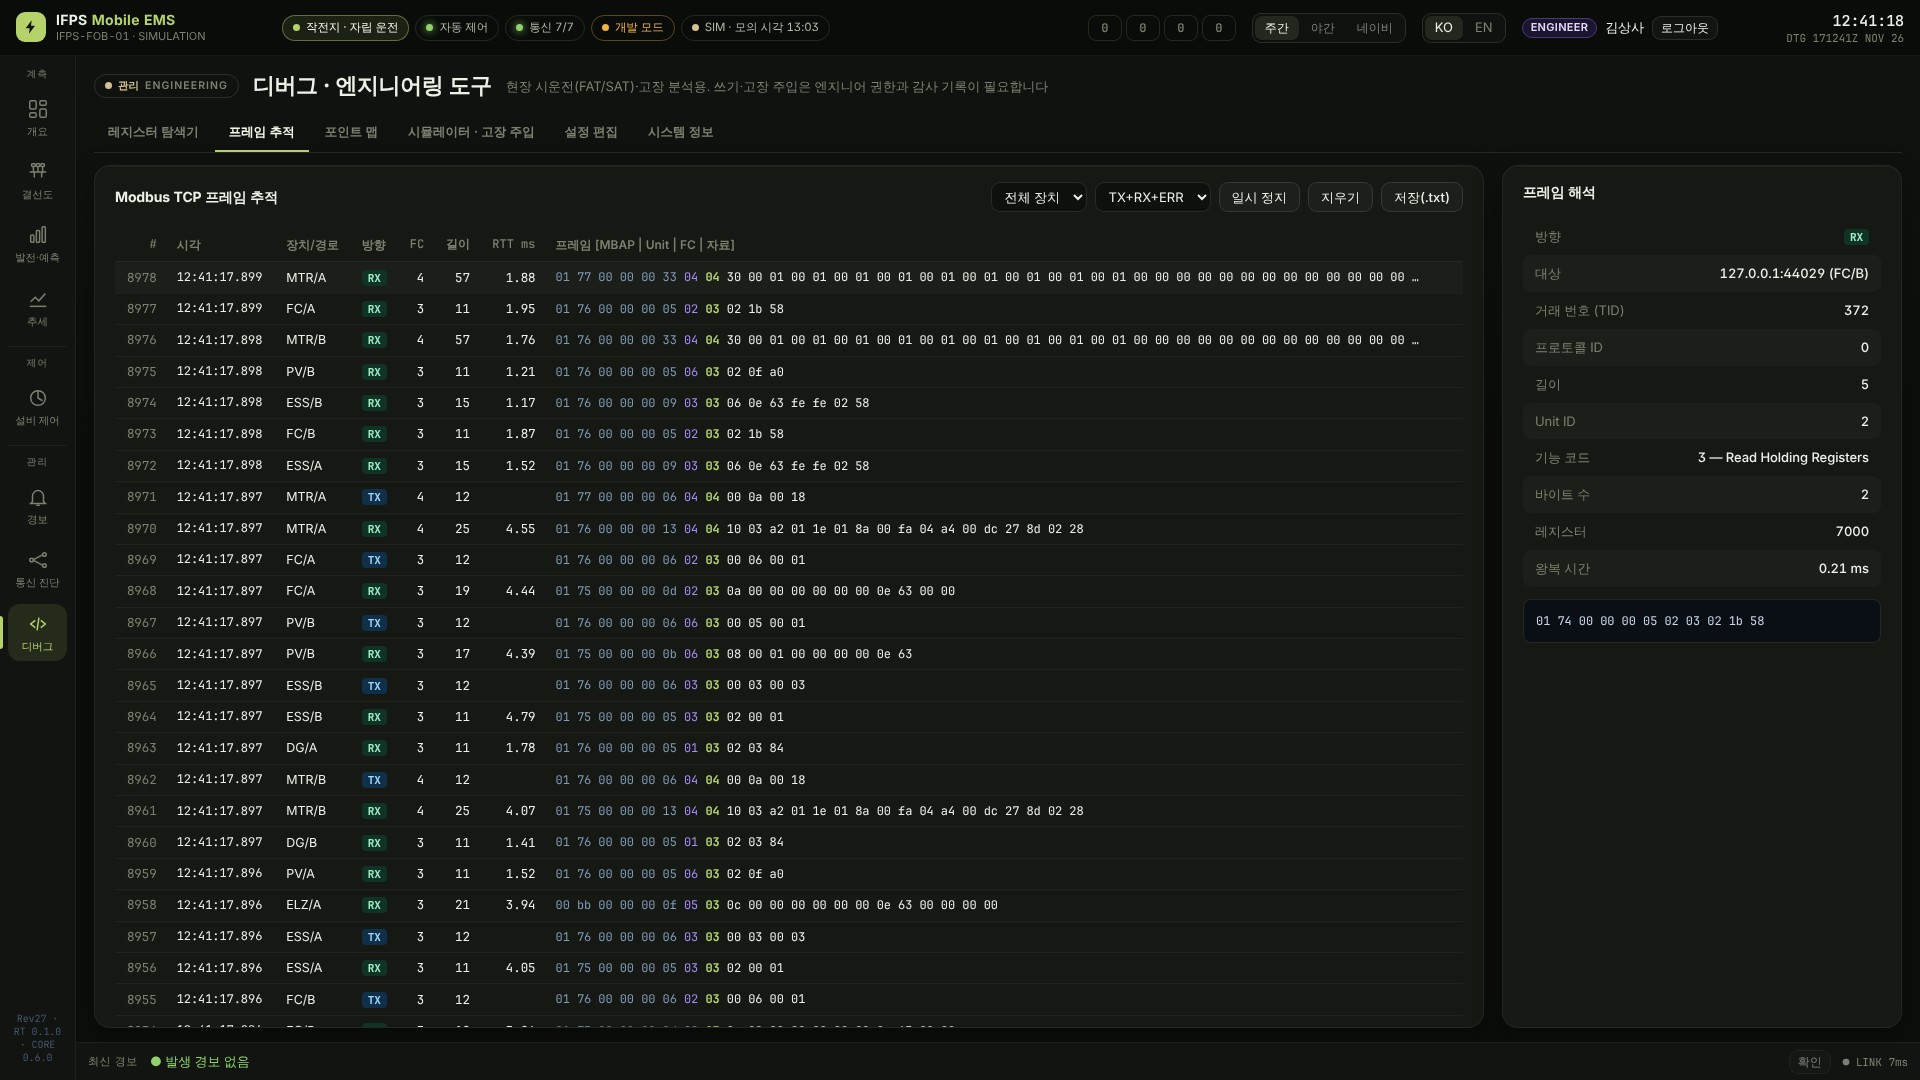 IFPS Mobile EMS
IFPS-FOB-01 · SIMULATION
작전지 · 자립 운전
자동 제어
통신 7/7
개발 모드
SIM · 모의 시각 13:03
0 0 0 0
주간 야간 네이비
KO EN
ENGINEER 김상사 로그아웃
12:41:18
DTG 171241Z NOV 26
계측
개요
결선도
발전·예측
추세
제어
설비 제어
관리
경보
통신 진단
디버그
Rev27 ·
RT 0.1.0
· CORE
0.6.0
관리 ENGINEERING
디버그 · 엔지니어링 도구
현장 시운전(FAT/SAT)·고장 분석용. 쓰기·고장 주입은 엔지니어 권한과 감사 기록이 필요합니다
레지스터 탐색기 프레임 추적 포인트 맵 시뮬레이터 · 고장 주입 설정 편집 시스템 정보
Modbus TCP 프레임 추적
전체 장치 TX+RX+ERR 일시 정지 지우기 저장(.txt)
# 시각 장치/경로 방향 FC 길이 RTT ms 프레임 [MBAP | Unit | FC | 자료]
8978 12:41:17.899 MTR/A RX 4 57 1.88 01 77 00 00 00 33 04 04 30 00 01 00 01 00 01 00 01 00 01 00 01 00 01 00 01 00 01 00 00 00 00 00 00 00 00 00 00 00 00 …
8977 12:41:17.899 FC/A RX 3 11 1.95 01 76 00 00 00 05 02 03 02 1b 58
8976 12:41:17.898 MTR/B RX 4 57 1.76 01 76 00 00 00 33 04 04 30 00 01 00 01 00 01 00 01 00 01 00 01 00 01 00 01 00 01 00 00 00 00 00 00 00 00 00 00 00 00 …
8975 12:41:17.898 PV/B RX 3 11 1.21 01 76 00 00 00 05 06 03 02 0f a0
8974 12:41:17.898 ESS/B RX 3 15 1.17 01 76 00 00 00 09 03 03 06 0e 63 fe fe 02 58
8973 12:41:17.898 FC/B RX 3 11 1.87 01 76 00 00 00 05 02 03 02 1b 58
8972 12:41:17.898 ESS/A RX 3 15 1.52 01 76 00 00 00 09 03 03 06 0e 63 fe fe 02 58
8971 12:41:17.897 MTR/A TX 4 12 01 77 00 00 00 06 04 04 00 0a 00 18
8970 12:41:17.897 MTR/A RX 4 25 4.55 01 76 00 00 00 13 04 04 10 03 a2 01 1e 01 8a 00 fa 04 a4 00 dc 27 8d 02 28
8969 12:41:17.897 FC/A TX 3 12 01 76 00 00 00 06 02 03 00 06 00 01
8968 12:41:17.897 FC/A RX 3 19 4.44 01 75 00 00 00 0d 02 03 0a 00 00 00 00 00 00 0e 63 00 00
8967 12:41:17.897 PV/B TX 3 12 01 76 00 00 00 06 06 03 00 05 00 01
8966 12:41:17.897 PV/B RX 3 17 4.39 01 75 00 00 00 0b 06 03 08 00 01 00 00 00 00 0e 63
8965 12:41:17.897 ESS/B TX 3 12 01 76 00 00 00 06 03 03 00 03 00 03
8964 12:41:17.897 ESS/B RX 3 11 4.79 01 75 00 00 00 05 03 03 02 00 01
8963 12:41:17.897 DG/A RX 3 11 1.78 01 76 00 00 00 05 01 03 02 03 84
8962 12:41:17.897 MTR/B TX 4 12 01 76 00 00 00 06 04 04 00 0a 00 18
8961 12:41:17.897 MTR/B RX 4 25 4.07 01 75 00 00 00 13 04 04 10 03 a2 01 1e 01 8a 00 fa 04 a4 00 dc 27 8d 02 28
8960 12:41:17.897 DG/B RX 3 11 1.41 01 76 00 00 00 05 01 03 02 03 84
8959 12:41:17.896 PV/A RX 3 11 1.52 01 76 00 00 00 05 06 03 02 0f a0
8958 12:41:17.896 ELZ/A RX 3 21 3.94 00 bb 00 00 00 0f 05 03 0c 00 00 00 00 00 00 0e 63 00 00 00 00
8957 12:41:17.896 ESS/A TX 3 12 01 76 00 00 00 06 03 03 00 03 00 03
8956 12:41:17.896 ESS/A RX 3 11 4.05 01 75 00 00 00 05 03 03 02 00 01
8955 12:41:17.896 FC/B TX 3 12 01 76 00 00 00 06 02 03 00 06 00 01
프레임 해석
방향 RX
대상 127.0.0.1:44029 (FC/B)
거래 번호 (TID) 372
프로토콜 ID 0
길이 5
Unit ID 2
기능 코드 3 — Read Holding Registers
바이트 수 2
레지스터 7000
왕복 시간 0.21 ms
01 74 00 00 00 05 02 03 02 1b 58
최신 경보 발생 경보 없음
확인 LINK 7ms